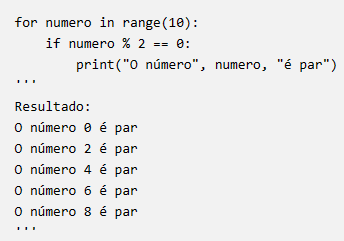 for numero in range(10):
    if numero % 2 == 0:
        print("O número", numero, "é par")
'''
Resultado:
O número 0 é par
O número 2 é par
O número 4 é par
O número 6 é par
O número 8 é par
'''